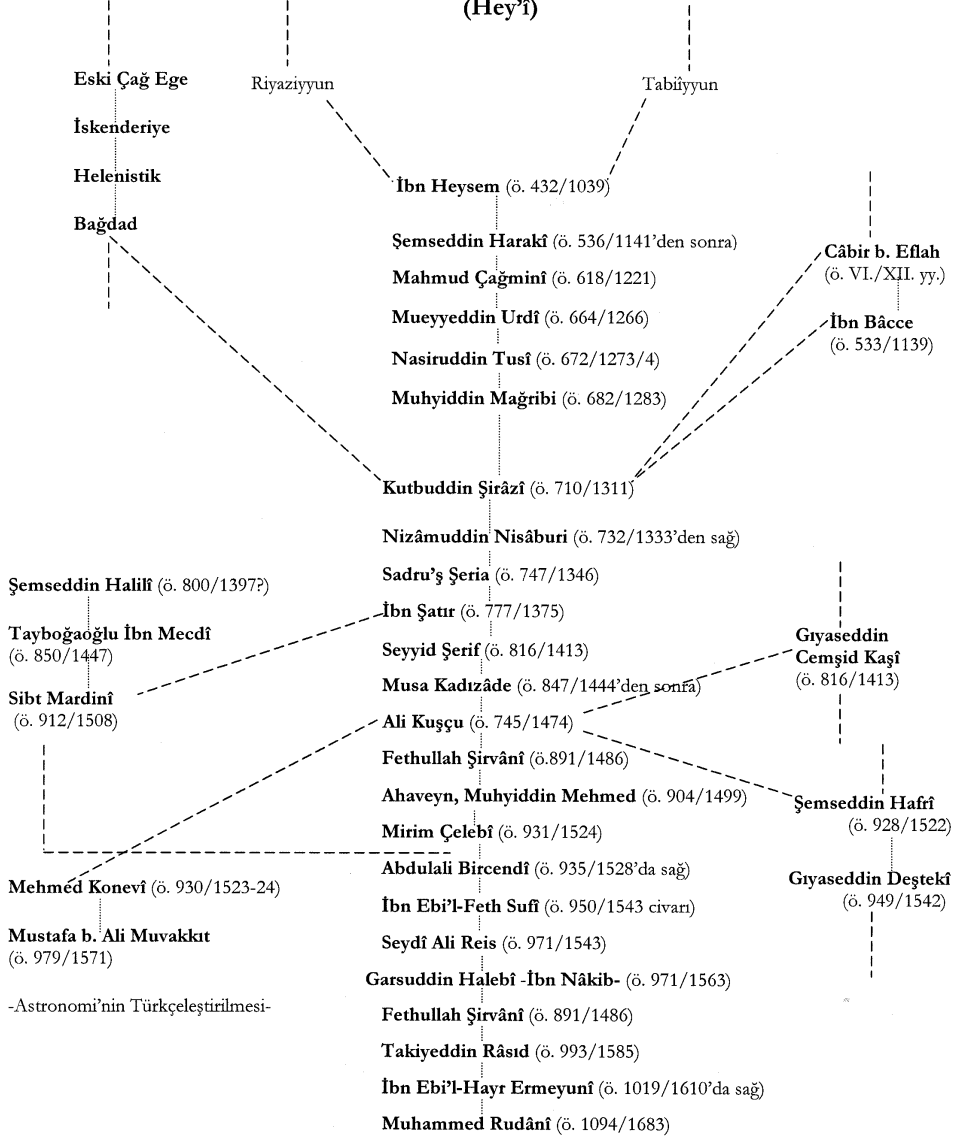 (Hey'î)
Eski Çağ Ege
İskenderiye
Helenistik
Bağdad
Riyaziyyun
Tabiîyyun
İbn Heysem (ö. 432/1039)
Şemseddin Harakî (ö. 536/1141'den sonra)
Mahmud Çağminî (ö. 618/1221)
Mueyyeddin Urdî (ö. 664/1266)
Nasiruddin Tusî (ö. 672/1273/4)
Muhyiddin Mağribi (ö. 682/1283)
Câbir b. Eflah
(ö. VI./XII. yy.)
İbn Bâcce
(ö. 533/1139)
Kutbuddin Şirâzî (ö. 710/1311)
Nizâmuddin Nisâburi (ö. 732/1333'den sağ)
Sadru'ş Şeria (ö. 747/1346)
İbn Şatır (ö. 777/1375)
Seyyid Şerif (ö. 816/1413)
Musa Kadızâde (ö. 847/1444'den sonra)
Ali Kuşçu (ö. 745/1474)
Fethullah Şirvânî (ö.891/1486)
Ahaveyn, Muhyiddin Mehmed (ö. 904/1499)
Mirim Çelebî (ö. 931/1524)
Abdulali Bircendî (ö. 935/1528'da sağ)
İbn Ebi'l-Feth Sufî (ö. 950/1543 civarı)
Seydî Ali Reis (ö. 971/1543)
Garsuddin Halebî -İbn Nâkib- (ö. 971/1563)
Fethullah Şirvânî (ö. 891/1486)
Takiyeddin Râsıd (ö. 993/1585)
İbn Ebi'l-Hayr Ermeyunî (ö. 1019/1610'da sağ)
Muhammed Rudânî (ö. 1094/1683)
Şemseddin Halilî (ö. 800/1397?)
Tayboğaoğlu İbn Mecdî
(ö. 850/1447)
Sibt Mardinî
(ö. 912/1508)
Mehmed Konevî (ö. 930/1523-24)
Mustafa b. Ali Muvakkıt
(ö. 979/1571)
-Astronomi'nin Türkçeleştirilmesi-
Gıyaseddin
Cemşid Kaşî
(ö. 816/1413)
Şemseddin Hafrî
(ö. 928/1522)
Gıyaseddin Deştekî
(ö. 949/1542)